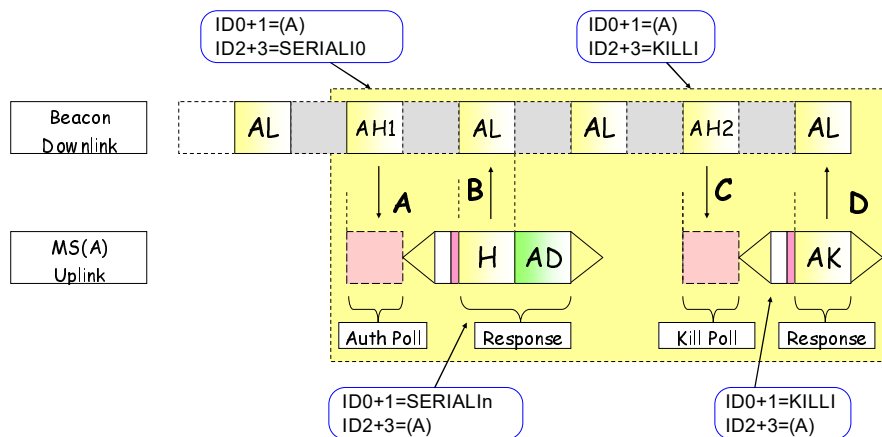 ID0+1=(A)
ID2+3=SERIALI0
ID0+1=(A)
ID2+3=KILLI
Beacon
Downlink
AL
AH1
AL
AL
AH2
AL
A
B
C
D
MS(A)
Uplink
H
AD
AK
Auth Poll
Response
Kill Poll
Response
ID0+1=SERIALIn
ID2+3=(A)
ID0+1=KILLI
ID2+3=(A)